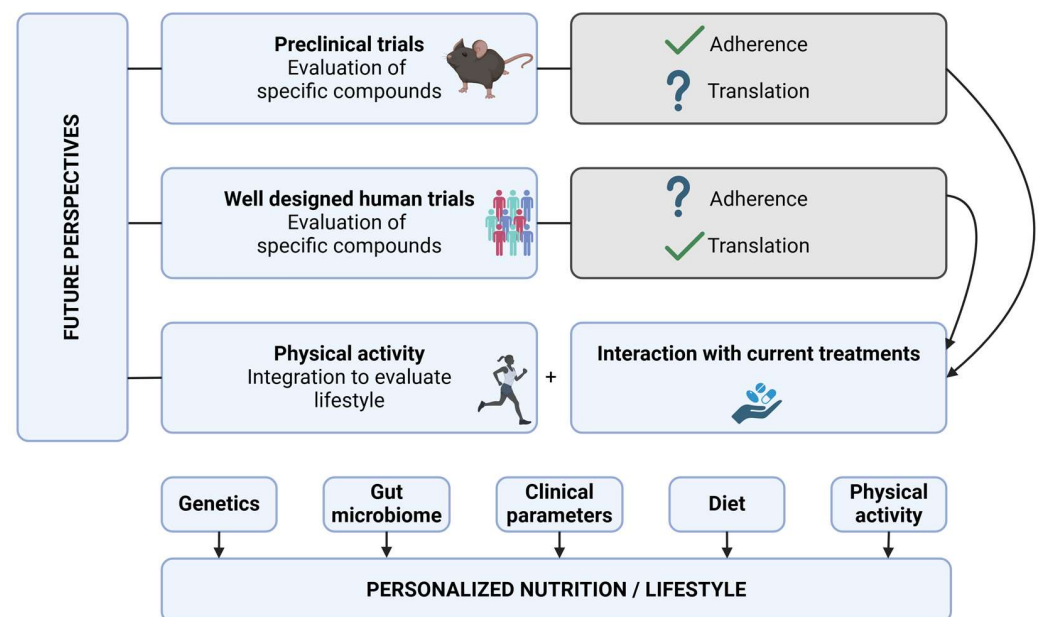 FUTURE PERSPECTIVES
Preclinical trials
Evaluation of
specific compounds
Adherence
? Translation
Well designed human trials
Evaluation of
specific compounds
? Adherence
Translation
Physical activity
Integration to evaluate
lifestyle
+
Interaction with current treatments
Genetics
Gut
microbiome
Clinical
parameters
Diet
Physical
activity
PERSONALIZED NUTRITION / LIFESTYLE